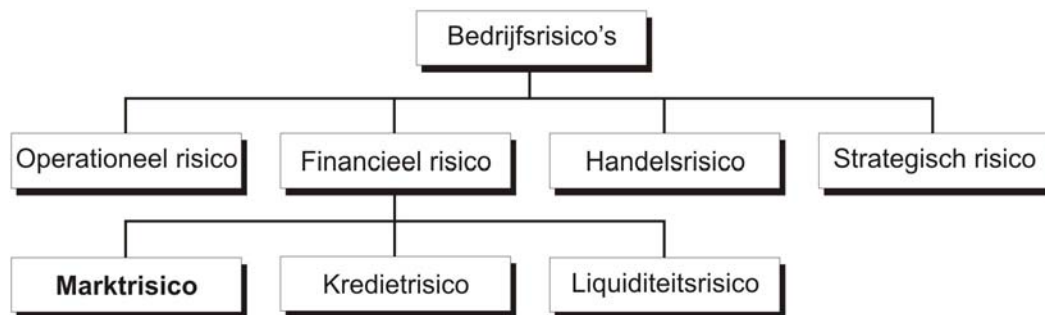 Bedrijfsrisico’s
Operationeel risico
Financieel risico
Handelsrisico
Strategisch risico
Marktrisico
Kredietrisico
Liquiditeitsrisico